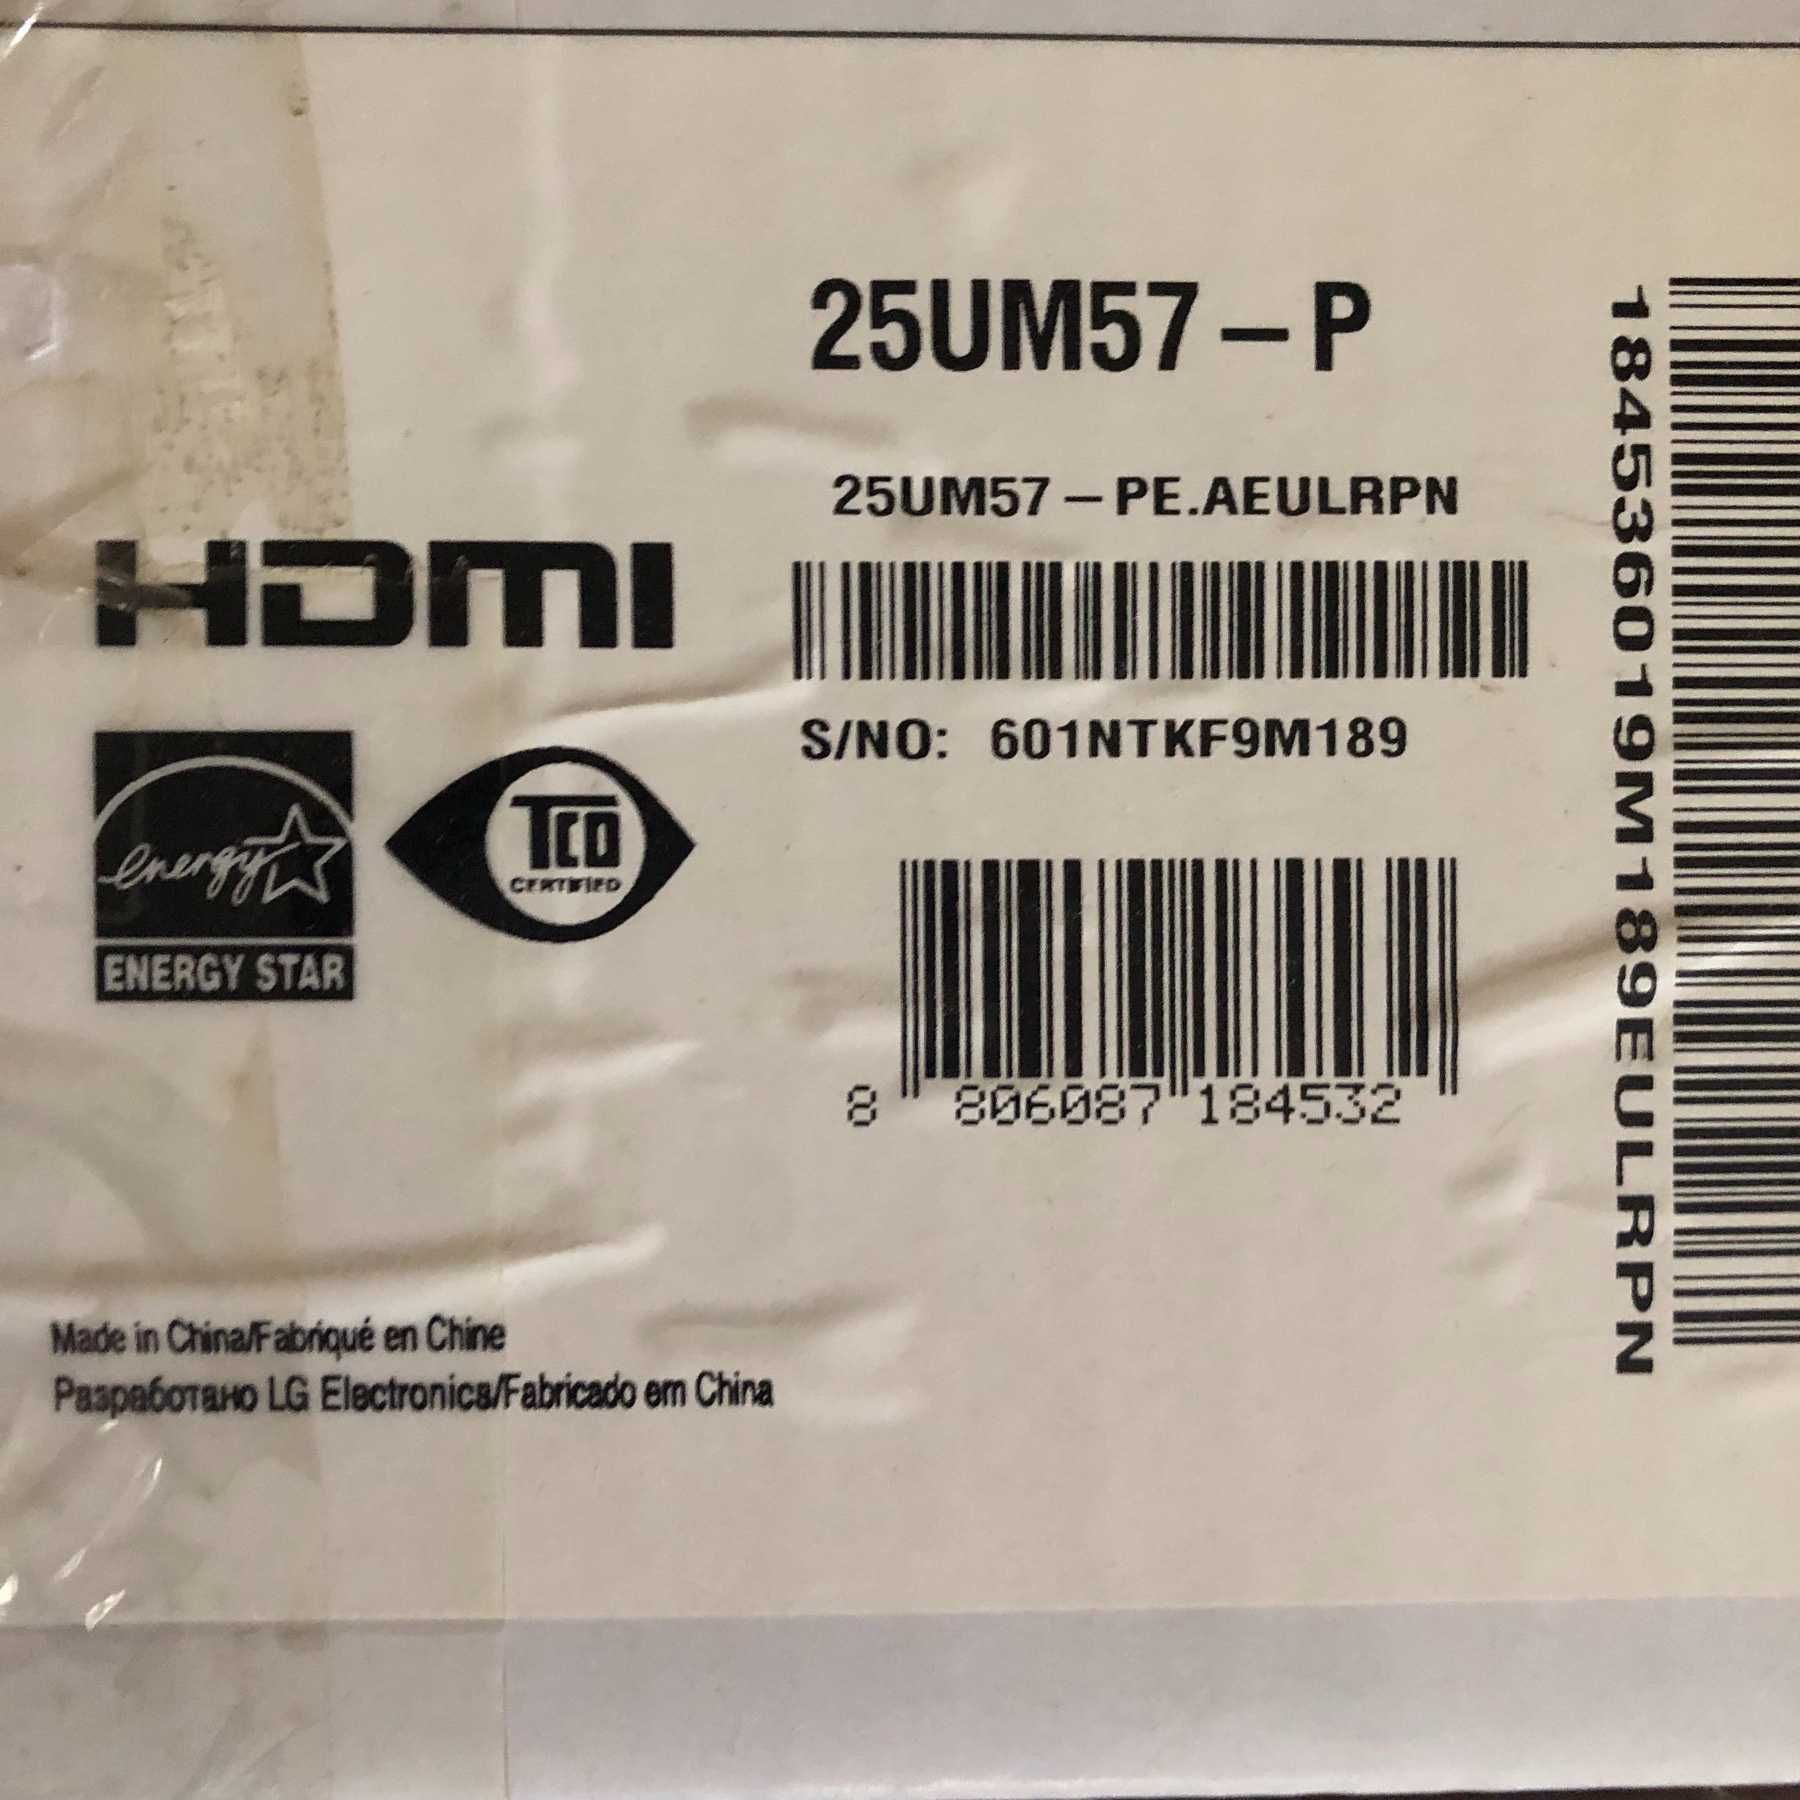 25UM57-P
25UM57-PE.AEULRPN
HDMI
S/NO: 601NTKF9M189
energy
ENERGY STAR
TCO
CERTIFIED
8 806087 184532
Made in China/Fabriqué en Chine
Разработано LG Electronics/Fabricado em China
184536019M189EULRPN